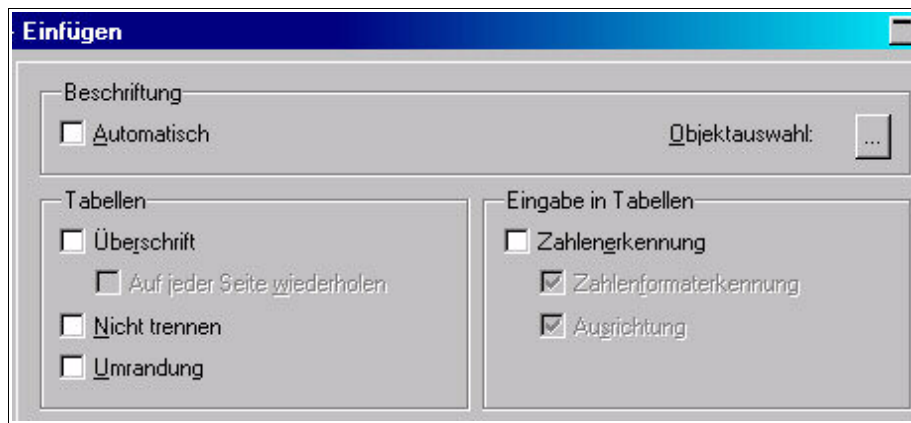 Einfügen
Beschriftung
Automatisch
Objektauswahl:
...
Tabellen
Überschrift
Auf jeder Seite wiederholen
Nicht trennen
Umrandung
Eingabe in Tabellen
Zahlenerkennung
Zahlenformaterkennung
Ausrichtung